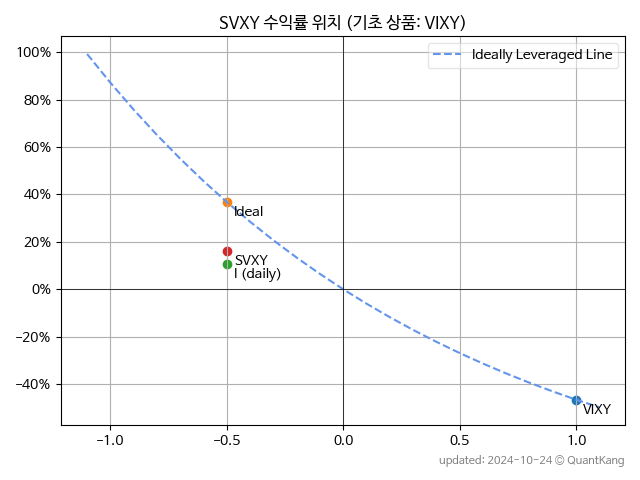 SVXY 수익률 위치 (기초 상품: VIXY)
Ideally Leveraged Line
100%
80%
60%
40%
20%
0%
−20%
−40%
Ideal
SVXY
I (daily)
VIXY
−1.0
−0.5
0.0
0.5
1.0
updated: 2024-10-24 © QuantKang